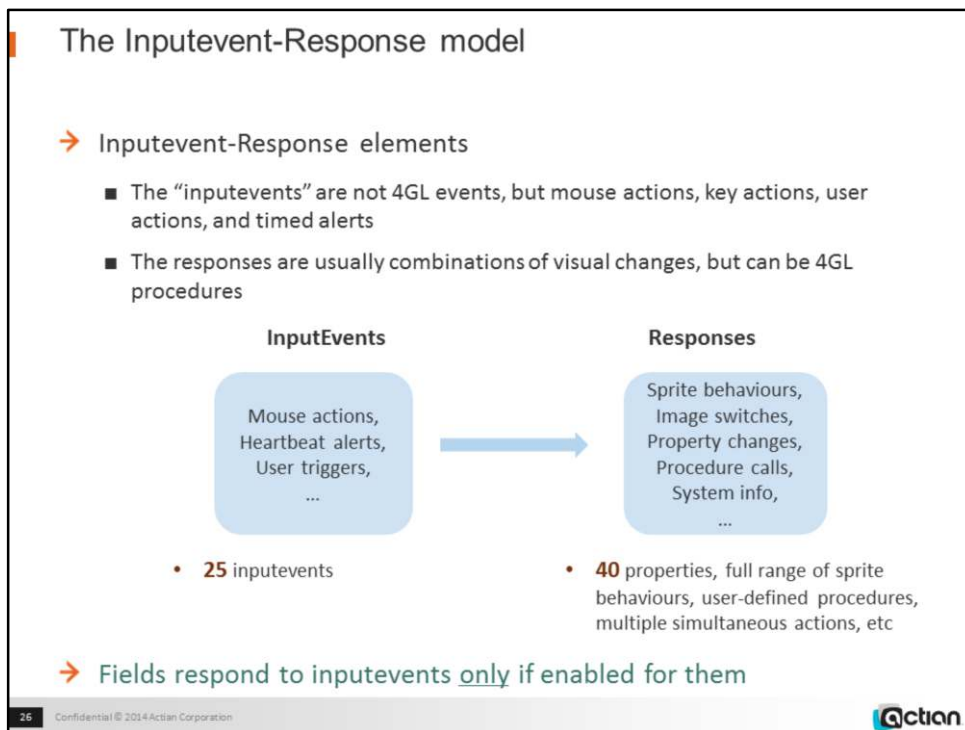 The Inputevent-Response model
→ Inputevent-Response elements
■ The “inputevents” are not 4GL events, but mouse actions, key actions, user
actions, and timed alerts
■ The responses are usually combinations of visual changes, but can be 4GL
procedures
InputEvents
Mouse actions,
Heartbeat alerts,
User triggers,
...
• 25 inputevents
Responses
Sprite behaviours,
Image switches,
Property changes,
Procedure calls,
System info,
...
• 40 properties, full range of sprite
behaviours, user-defined procedures,
multiple simultaneous actions, etc
→ Fields respond to inputevents only if enabled for them
26 Confidential © 2014 Actian Corporation
actian